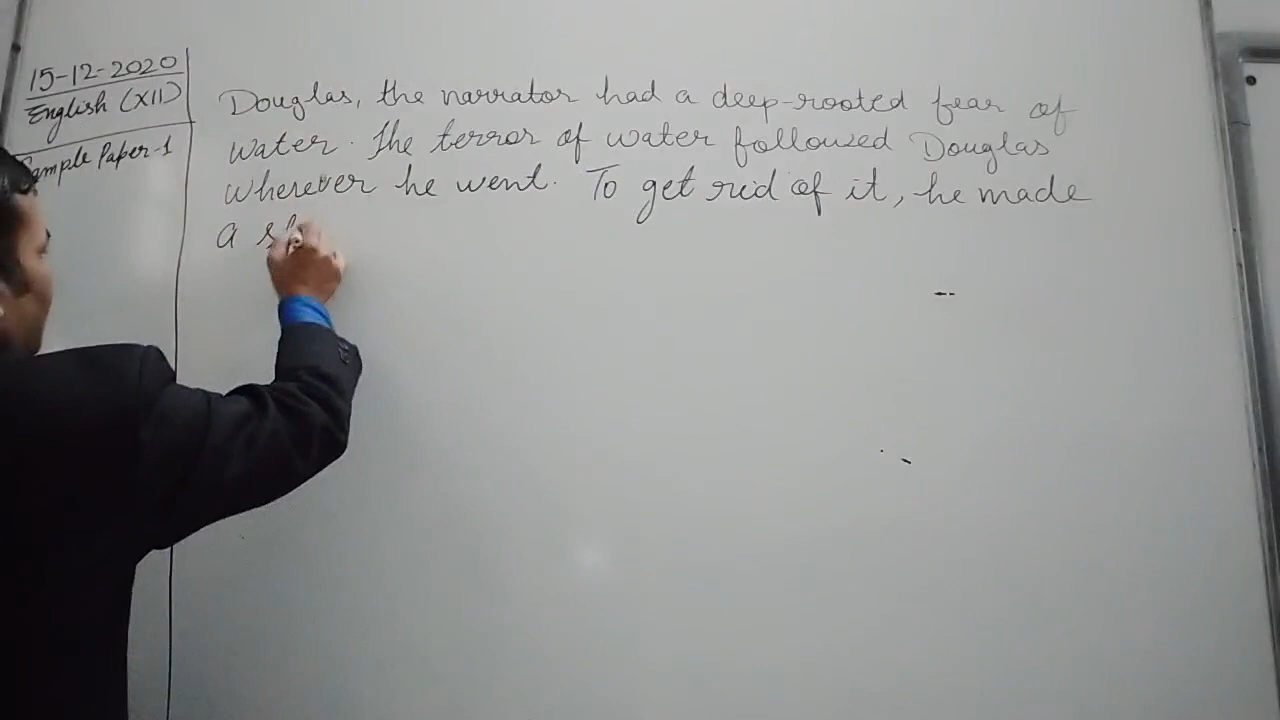 15-12-2020
English (XII)
Sample Paper-1
Douglas, the narrator had a deep-rooted fear of
water. The terror of water followed Douglas
wherever he went. To get rid of it, he made
a